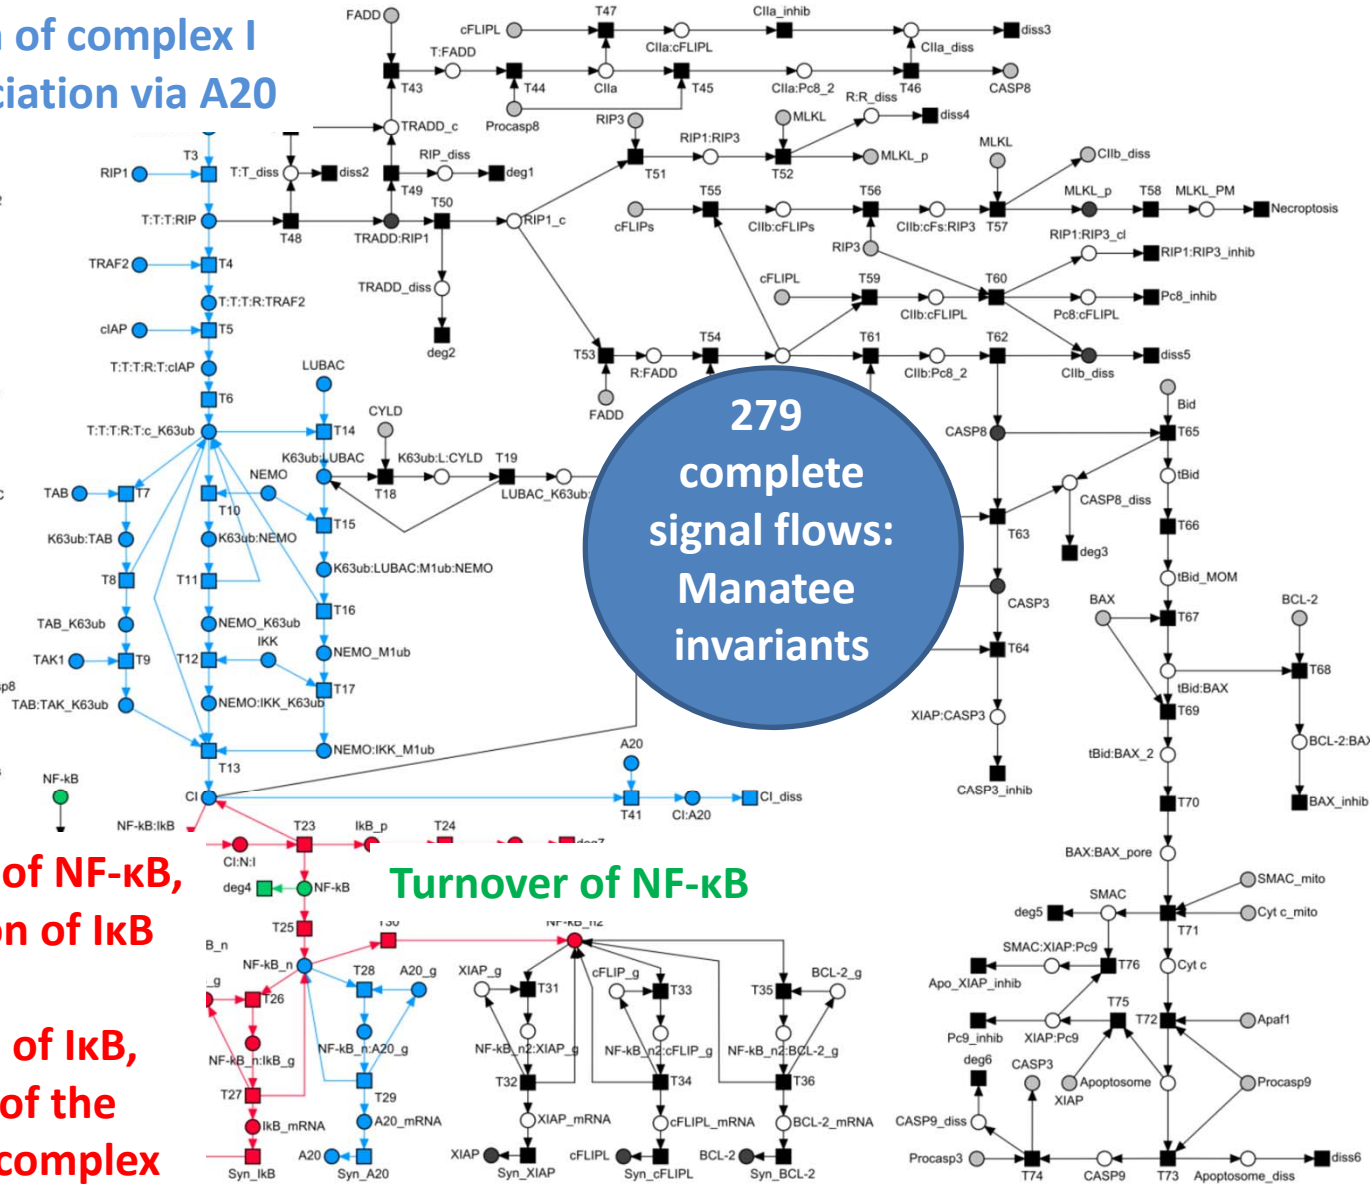 n of complex I
ciation via A20
FADD
cFLIPL
T47
CIIa_inhib
diss3
T:FADD
CIIa:cFLIPL
CIIa_diss
T43
T44
CIIa
T45
CIIa:Pc8_2
T46
CASP8
Procasp8
R:R_diss
diss4
TRADD_c
RIP3
RIP1:RIP3
MLKL
T3
RIP1
T:T_diss
diss2
RIP_diss
deg1
T49
T51
T52
MLKL_p
MLKL
CIIb_diss
T50
T55
T56
MLKL_p
T58
MLKL_PM
T:T:T:RIP
T48
TRADD:RIP1
RIP1_c
cFLIPs
CIIb:cFLIPs
CIIb:cFs:RIP3
T57
Necroptosis
RIP3
RIP1:RIP3_cl
RIP1:RIP3_inhib
TRAF2
T4
TRADD_diss
cFLIPL
T59
T60
T:T:T:R:TRAF2
CIIb:cFLIPL
Pc8:cFLIPL
Pc8_inhib
cIAP
T5
deg2
T53
T54
T61
T62
T:T:T:R:T:cIAP
LUBAC
R:FADD
CIIb:Pc8_2
CIIb_diss
diss5
T6
CYLD
FADD
Bid
T:T:T:R:T:c_K63ub
T14
CASP8
T65
279
complete
signal flows:
Manatee
invariants
K63ub:LUBAC
K63ub:L:CYLD
T19
tBid
TAB
T7
NEMO
T18
LUBAC_K63ub:
CASP8_diss
T10
T15
T63
T66
K63ub:TAB
K63ub:NEMO
deg3
T8
T11
K63ub:LUBAC:M1ub:NEMO
tBid_MOM
T16
CASP3
BAX
BCL-2
TAB_K63ub
NEMO_K63ub
T67
IKK
TAK1
T9
T12
NEMO_M1ub
T64
T68
sp8
T17
tBid:BAX
TAB:TAK_K63ub
NEMO:IKK_K63ub
XIAP:CASP3
T69
T13
NEMO:IKK_M1ub
A20
tBid:BAX_2
BCL-2:BAX
NF-kB
CI
CASP3_inhib
T41
CI:A20
CI_diss
T70
BAX_inhib
NF-kB:IkB
T23
IkB_p
T24
CI:N:I
BAX:BAX_pore
of NF-κB,
deg4
NF-kB
Turnover of NF-κB
SMAC_mito
SMAC
on of IκB
T25
T30
NF-kB_n2
deg5
T71
Cyt c_mito
B_n
NF-kB_n
T28
A20_g
XIAP_g
cFLIP_g
BCL-2_g
SMAC:XIAP:Pc9
T76
Cyt c
_g
T26
T31
T33
T35
Apo_XIAP_inhib
T75
T72
Apaf1
of IκB,
NF-kB_n:IkB_g
NF-kB_n:A20_g
NF-kB_n2:XIAP_g
NF-kB_n2:cFLIP_g
NF-kB_n2:BCL-2_g
Pc9_inhib
XIAP:Pc9
deg6
CASP3
T27
T29
T32
T34
T36
Apoptosome
Procasp9
XIAP
of the
IkB_mRNA
A20_mRNA
XIAP_mRNA
cFLIPL_mRNA
BCL-2_mRNA
CASP9_diss
complex
Syn_IkB
A20
Syn_A20
XIAP
Syn_XIAP
cFLIPL
Syn_cFLIPL
BCL-2
Syn_BCL-2
Procasp3
T74
CASP9
T73
Apoptosome_diss
diss6